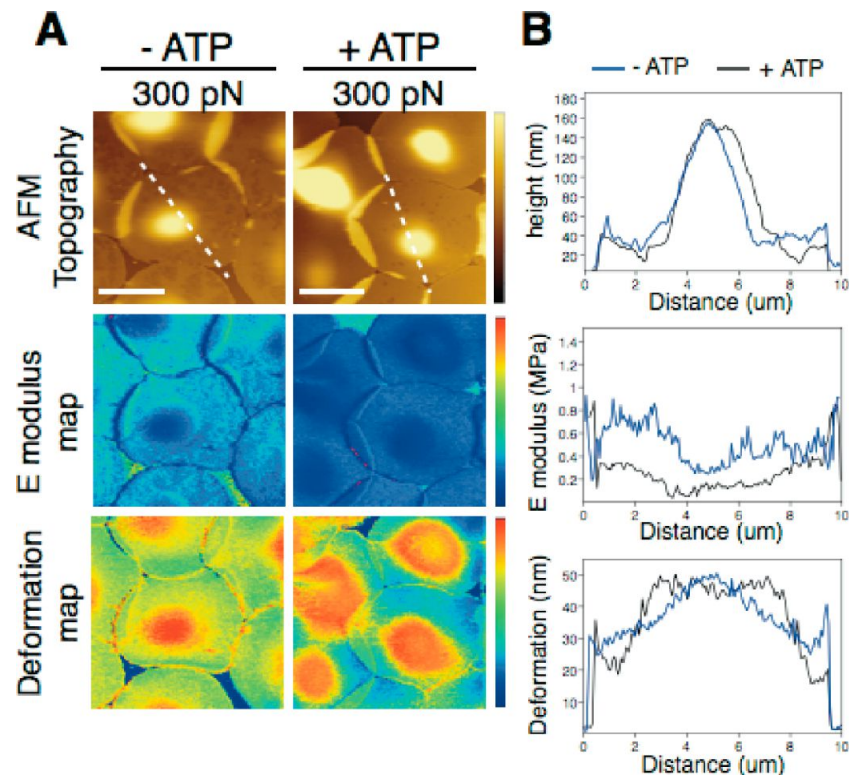 A
- ATP
+ ATP
300 pN
300 pN
AFM
Topography
E modulus
map
Deformation
map
B
- ATP
+ ATP
height (nm)
180
160
140
120
100
80
60
40
20
0
2
4
6
8
10
Distance (um)
E modulus (MPa)
1.4
1.2
1
0.8
0.6
0.4
0.2
0
2
4
6
8
10
Distance (um)
Deformation (nm)
50
40
30
20
10
0
2
4
6
8
10
Distance (um)